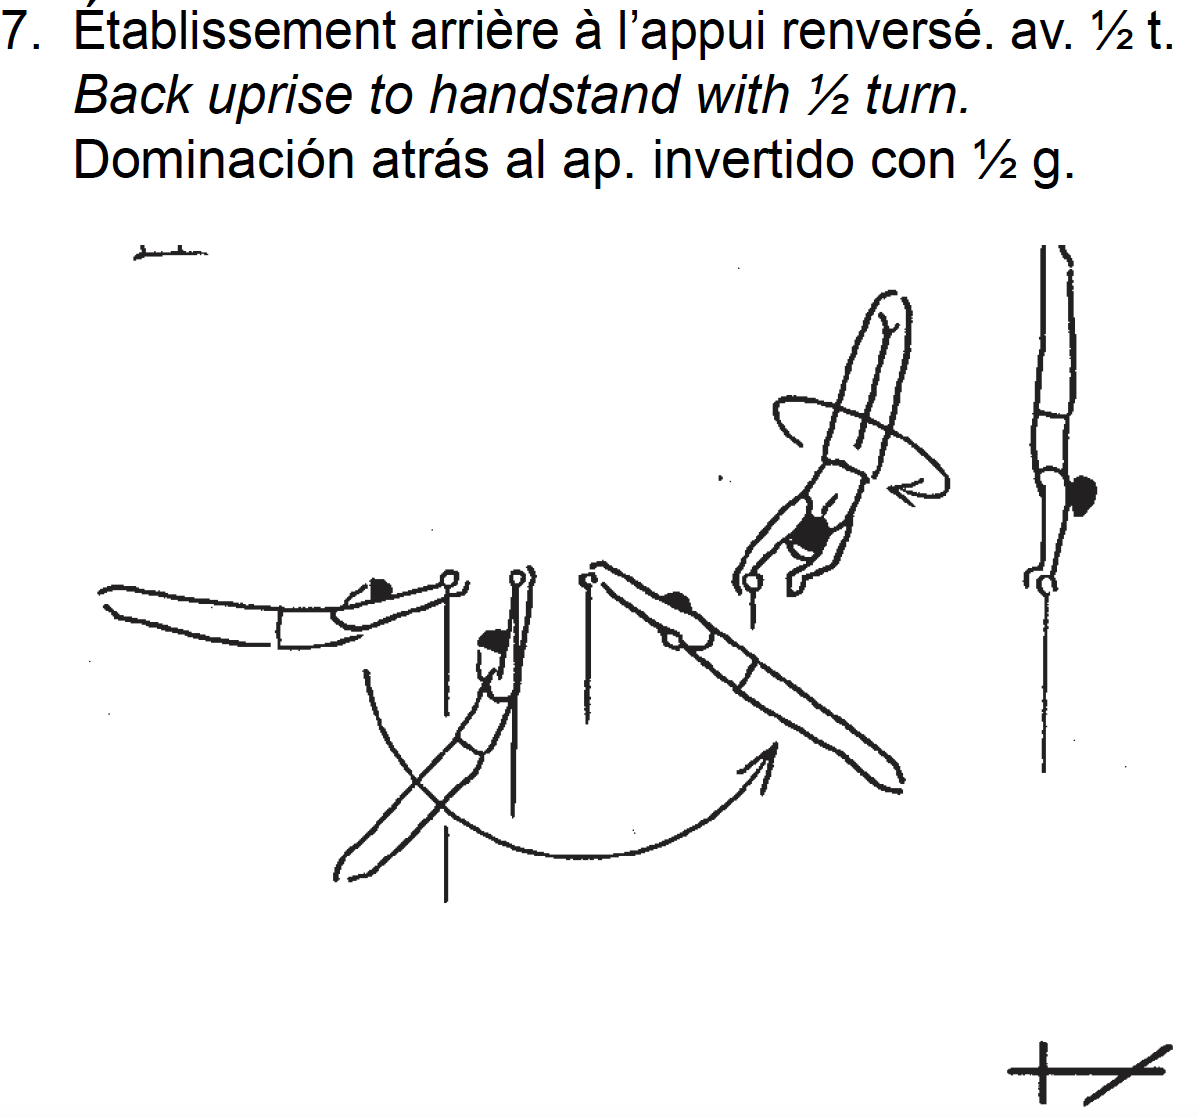 7. Établissement arrière à l’appui renversé. av. ½ t.
Back uprise to handstand with ½ turn.
Dominación atrás al ap. invertido con ½ g.